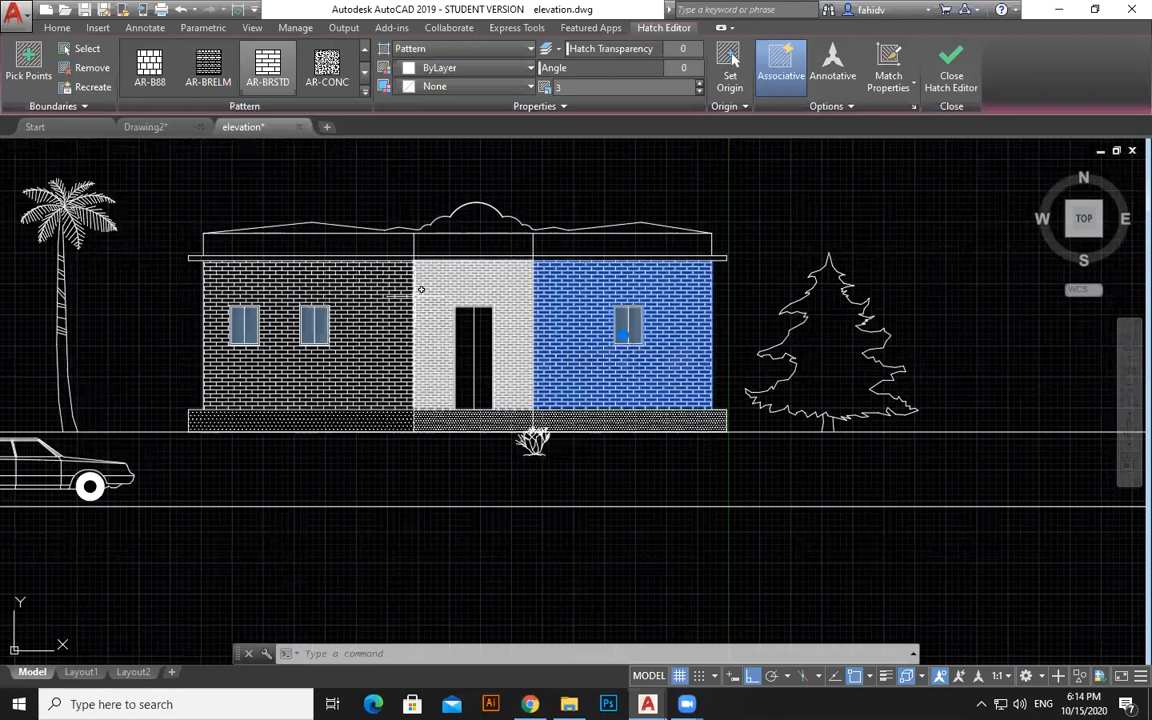 Autodesk AutoCAD 2019 - STUDENT VERSION elevation.dwg
Type a keyword or phrase
fahidv
Home Insert Annotate Parametric View Manage Output Add-ins Collaborate Express Tools Featured Apps Hatch Editor
Pick Points
Select
Remove
Recreate
AR-B88
AR-BRELM
AR-BRSTD
AR-CONC
Pattern
ByLayer
None
Hatch Transparency 0
Angle 0
3
Set
Origin
Associative
Annotative
Match
Properties
Close
Hatch Editor
Boundaries
Pattern
Properties
Origin
Options
Close
Start
Drawing2*
elevation*
N
W
TOP
E
S
WCS
Y
X
Type a command
Model
Layout1
Layout2
MODEL
1:1
Type here to search
Ai
Ps
A
ENG
6:14 PM
10/15/2020
7